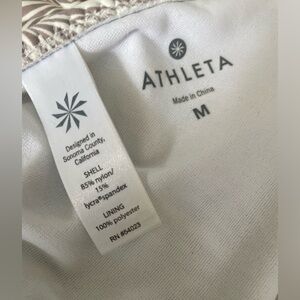 ATHLETA
Made in China
M
Designed in
Sonoma County,
California
SHELL
85% nylon/
15%
lycra® spandex
LINING
100% polyester
RN #54023